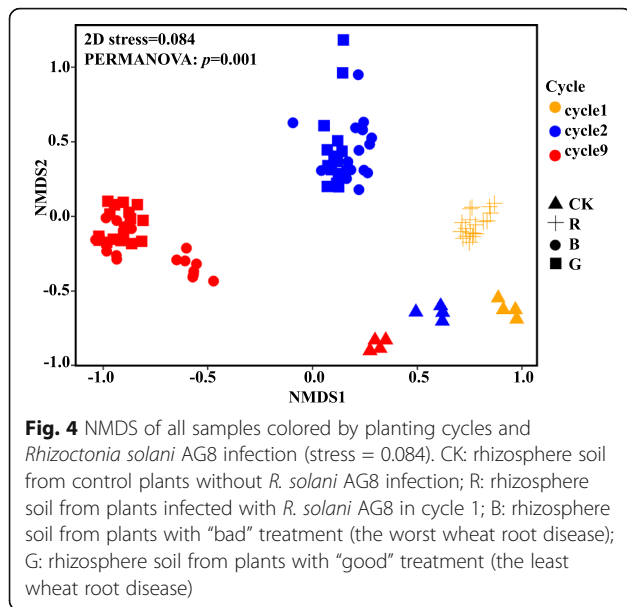 2D stress=0.084
PERMANOVA: p=0.001
1.0
0.5
0.0
-0.5
-1.0
NMDS2
-1.0 -0.5 0.0 0.5 1.0
NMDS1
Cycle
cycle1
cycle2
cycle9
CK
R
B
G
Fig. 4 NMDS of all samples colored by planting cycles and
Rhizoctonia solani AG8 infection (stress = 0.084). CK: rhizosphere soil
from control plants without R. solani AG8 infection; R: rhizosphere
soil from plants infected with R. solani AG8 in cycle 1; B: rhizosphere
soil from plants with “bad” treatment (the worst wheat root disease);
G: rhizosphere soil from plants with “good” treatment (the least
wheat root disease)